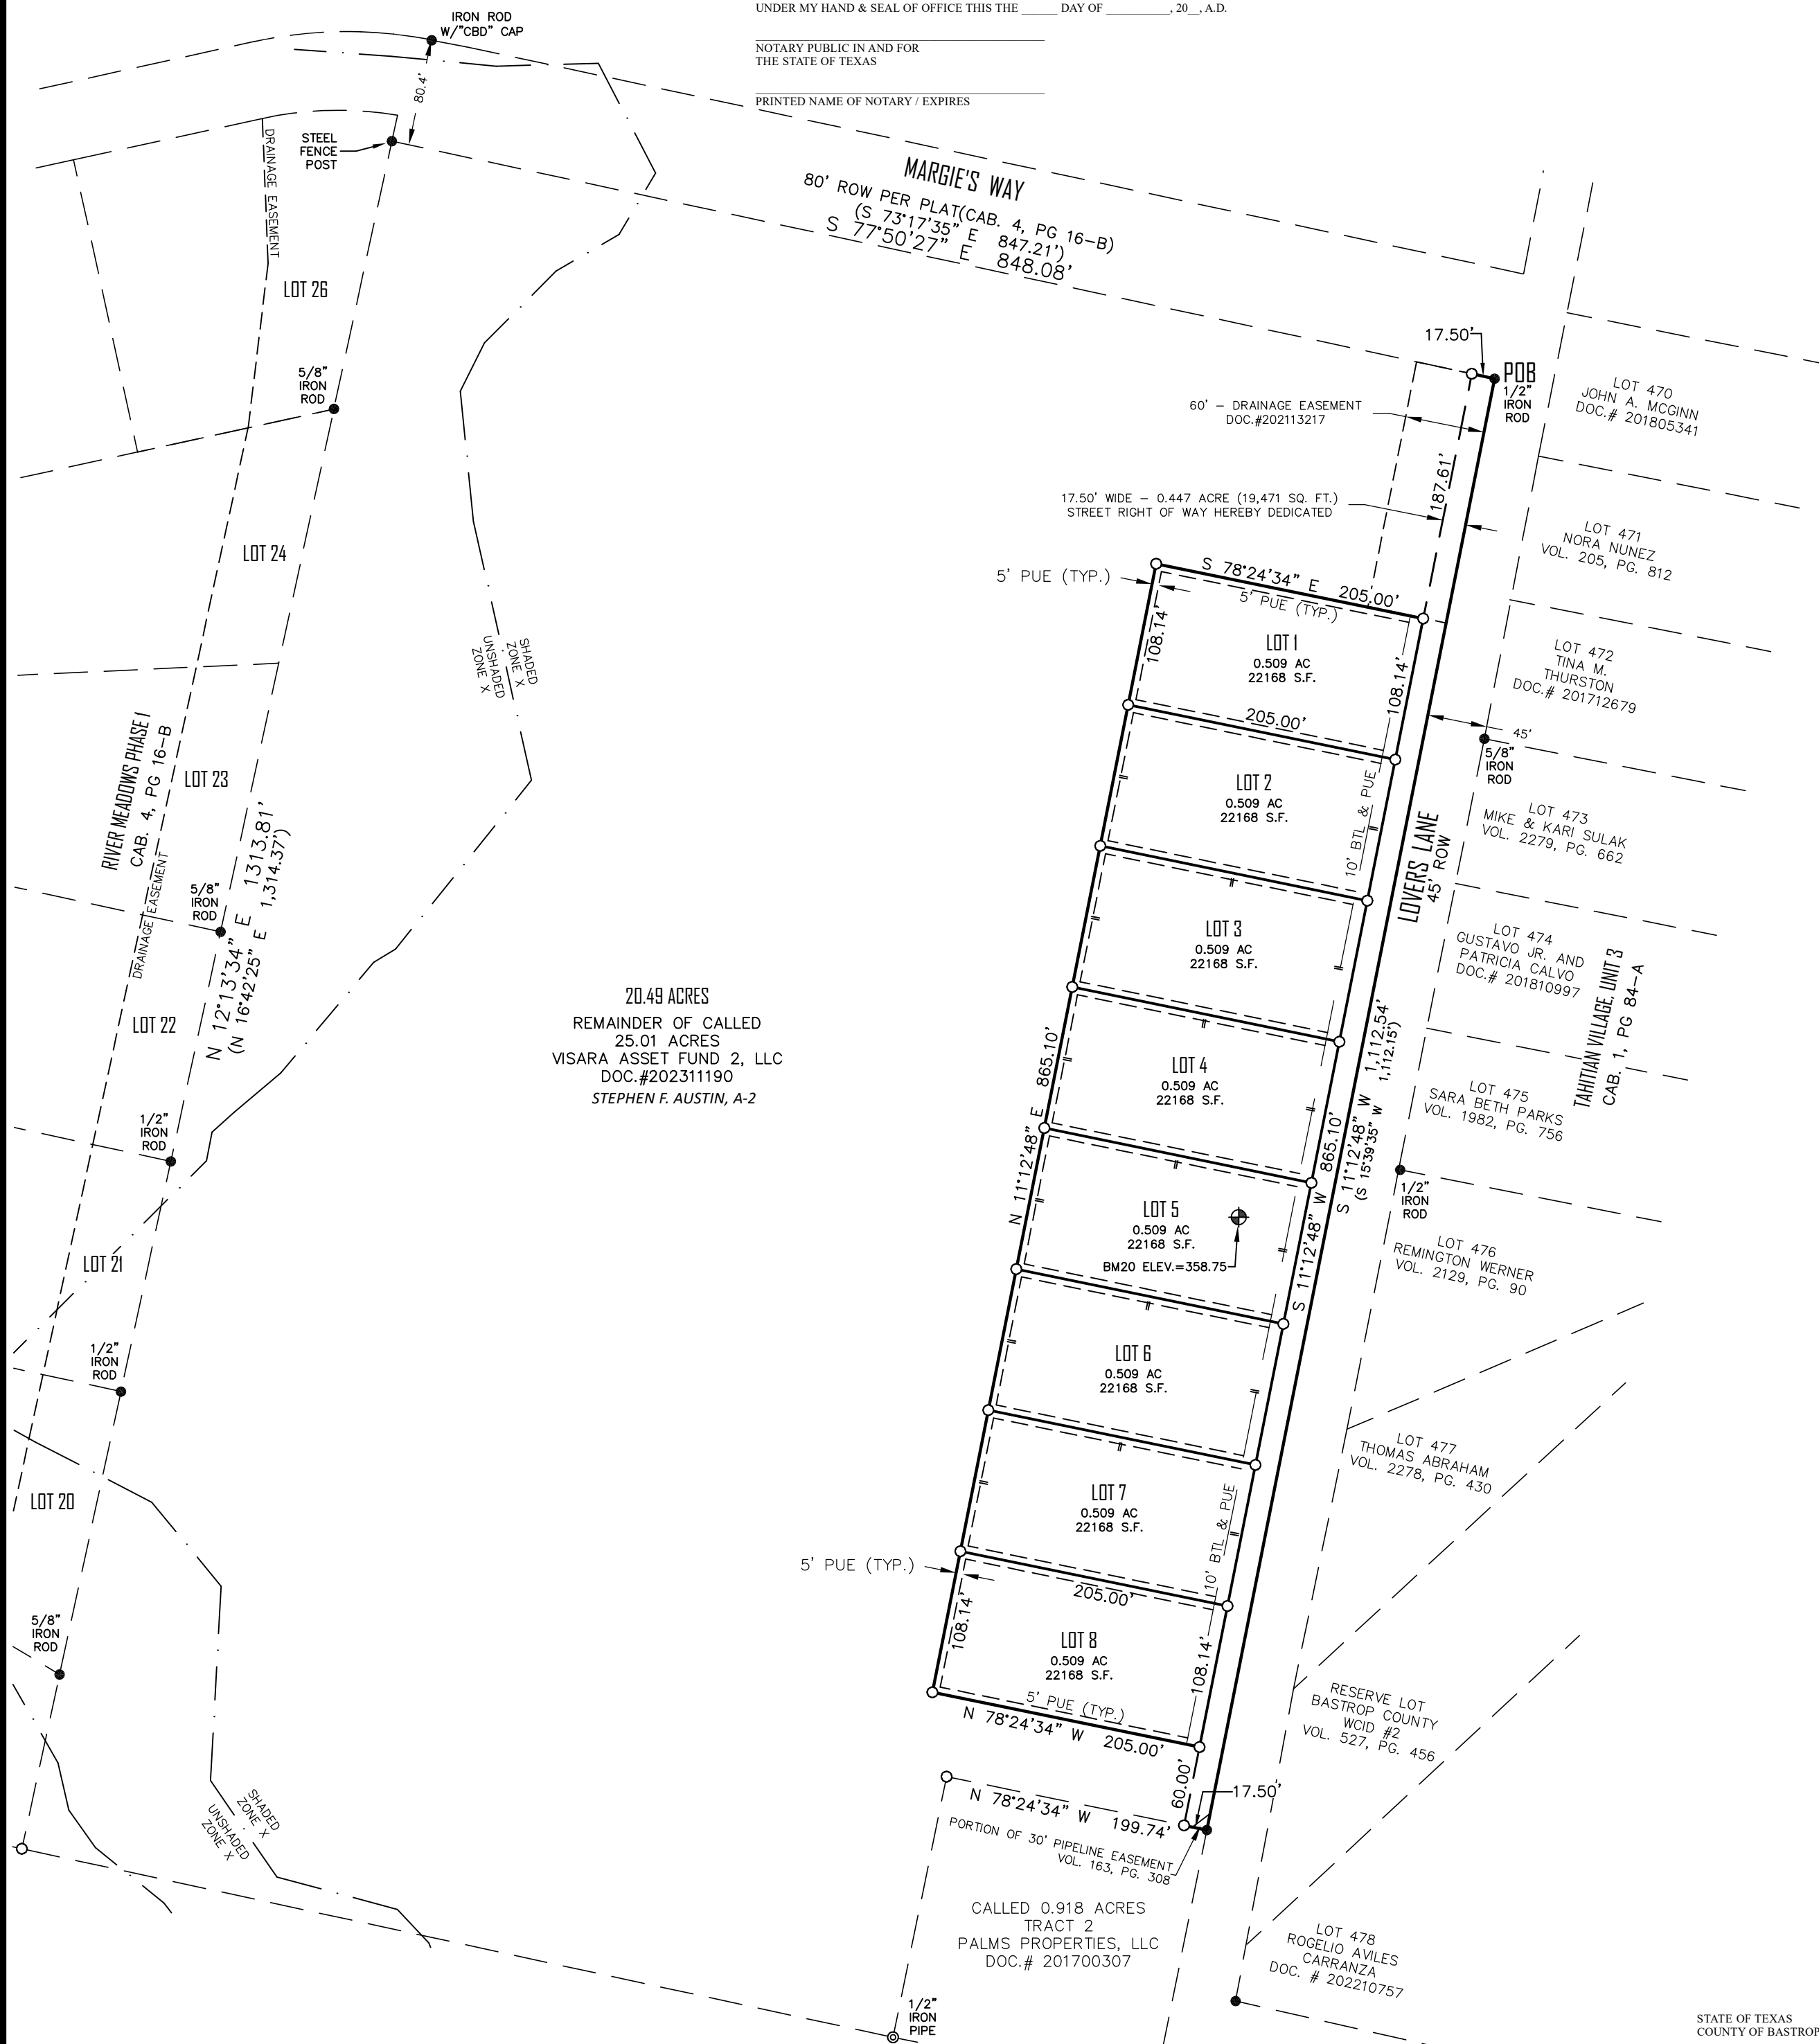 UNDER MY HAND & SEAL OF OFFICE THIS THE ______ DAY OF ___________, 20__, A.D.
NOTARY PUBLIC IN AND FOR
THE STATE OF TEXAS
PRINTED NAME OF NOTARY / EXPIRES
IRON ROD
W/"CBD" CAP
80.4'
STEEL
FENCE
POST
DRAINAGE EASEMENT
MARGIE'S WAY
80' ROW PER PLAT(CAB. 4, PG 16-B)
(S 73°17'35" E 847.21')
S 77°50'27" E 848.08'
LOT 26
5/8"
IRON
ROD
LOT 24
SHADED
ZONE X
UNSHADED
ZONE X
RIVER MEADOWS PHASE I
CAB. 4, PG 16-B
LOT 23
DRAINAGE EASEMENT
5/8"
IRON
ROD
N 12°13'34" E 1313.81'
(N 16°42'25" E 1,314.37')
LOT 22
1/2"
IRON
ROD
LOT 21
1/2"
IRON
ROD
LOT 20
5/8"
IRON
ROD
SHADED
ZONE X
UNSHADED
ZONE X
20.49 ACRES
REMAINDER OF CALLED
25.01 ACRES
VISARA ASSET FUND 2, LLC
DOC.#202311190
STEPHEN F. AUSTIN, A-2
17.50'
POB
1/2"
IRON
ROD
60' - DRAINAGE EASEMENT
DOC.#202113217
187.61'
17.50' WIDE - 0.447 ACRE (19,471 SQ. FT.)
STREET RIGHT OF WAY HEREBY DEDICATED
5' PUE (TYP.)
S 78°24'34" E 205.00'
5' PUE (TYP.)
108.14'
LOT 1
0.509 AC
22168 S.F.
108.14'
205.00'
LOT 2
0.509 AC
22168 S.F.
10' BTL & PUE
LOT 3
0.509 AC
22168 S.F.
LOT 4
0.509 AC
22168 S.F.
N 11°12'48" E 865.10'
LOT 5
0.509 AC
22168 S.F.
BM20 ELEV.=358.75
S 11°12'48" W 865.10'
S 11°12'48" W 1,112.54'
(S 15°39'35" W 1,112.15')
LOT 6
0.509 AC
22168 S.F.
LOT 7
0.509 AC
22168 S.F.
10' BTL & PUE
5' PUE (TYP.)
205.00'
108.14'
LOT 8
0.509 AC
22168 S.F.
108.14'
5' PUE (TYP.)
N 78°24'34" W 205.00'
60.00'
17.50'
N 78°24'34" W 199.74'
PORTION OF 30' PIPELINE EASEMENT
VOL. 163, PG. 308
CALLED 0.918 ACRES
TRACT 2
PALMS PROPERTIES, LLC
DOC.# 201700307
1/2"
IRON
PIPE
LOT 470
JOHN A. MCGINN
DOC.# 201805341
LOT 471
NORA NUNEZ
VOL. 205, PG. 812
LOT 472
TINA M.
THURSTON
DOC.# 201712679
45'
5/8"
IRON
ROD
LOVERS LANE
45' ROW
LOT 473
MIKE & KARI SULAK
VOL. 2279, PG. 662
LOT 474
GUSTAVO JR. AND
PATRICIA CALVO
DOC.# 201810997
TAHITIAN VILLAGE, UNIT 3
CAB. 1, PG 84-A
LOT 475
SARA BETH PARKS
VOL. 1982, PG. 756
1/2"
IRON
ROD
LOT 476
REMINGTON WERNER
VOL. 2129, PG. 90
LOT 477
THOMAS ABRAHAM
VOL. 2278, PG. 430
RESERVE LOT
BASTROP COUNTY
WCID #2
VOL. 527, PG. 456
LOT 478
ROGELIO AVILES
CARRANZA
DOC. # 202210757
STATE OF TEXAS
COUNTY OF BASTROP